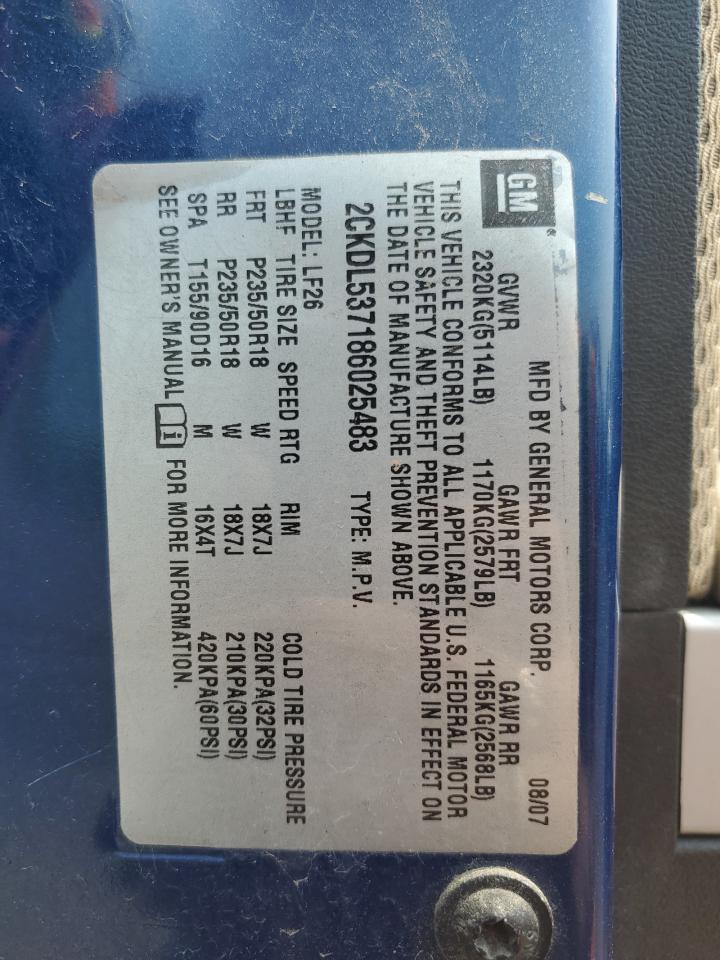 GM®
MFD BY GENERAL MOTORS CORP. 08/07
GVWR GAWR FRT GAWR RR
2320KG(5114LB) 1170KG(2579LB) 1165KG(2568LB)
THIS VEHICLE CONFORMS TO ALL APPLICABLE U.S. FEDERAL MOTOR
VEHICLE SAFETY AND THEFT PREVENTION STANDARDS IN EFFECT ON
THE DATE OF MANUFACTURE SHOWN ABOVE.
2CKDL537186025483 TYPE: M.P.V.
MODEL: LF26
LBHF TIRE SIZE SPEED RTG RIM COLD TIRE PRESSURE
FRT P235/50R18 W 18X7J 220KPA(32PSI)
RR P235/50R18 W 18X7J 210KPA(30PSI)
SPA T155/90D16 M 16X4T 420KPA(60PSI)
SEE OWNER'S MANUAL FOR MORE INFORMATION.